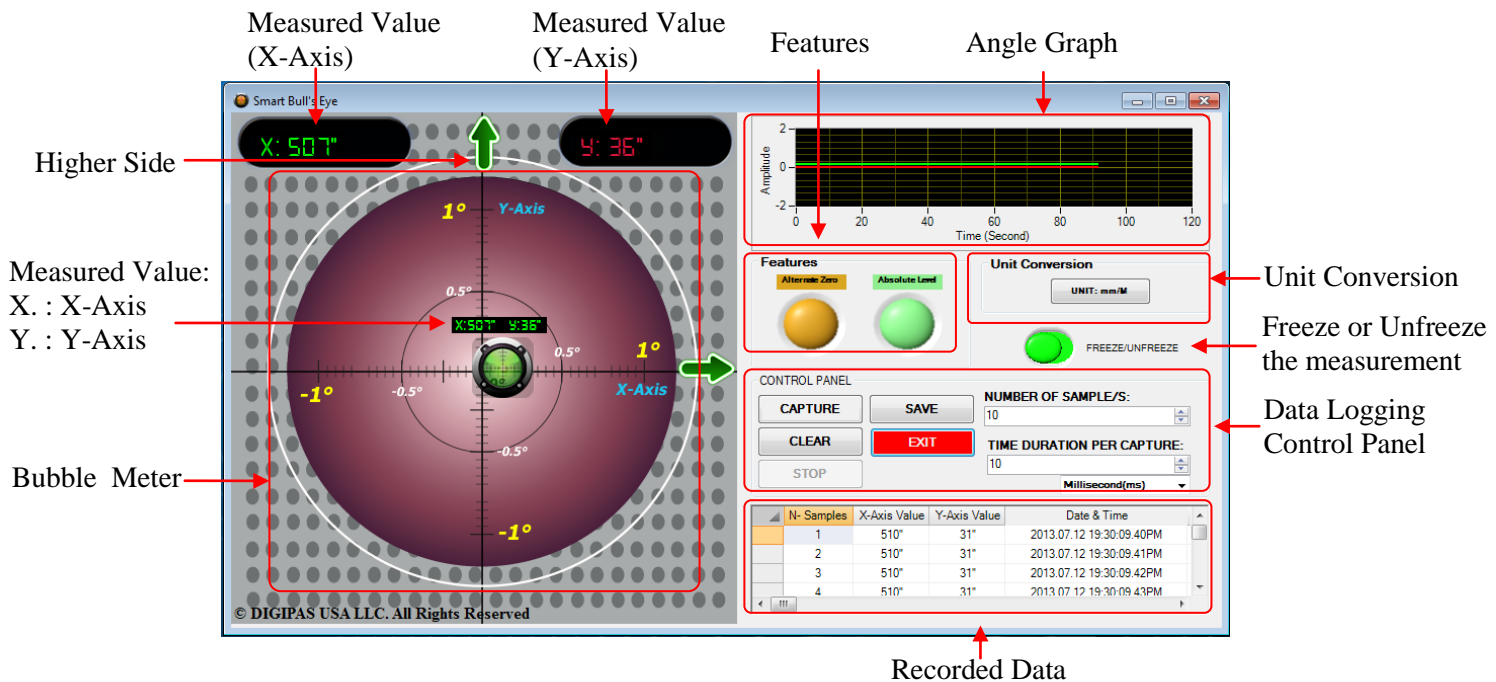 Measured Value
(X-Axis)
Measured Value
(Y-Axis)
Features
Angle Graph
Smart Bull's Eye
X: 507"
Y: 36"
Higher Side
1°
Y-Axis
0.5°
X:507" Y:36"
0.5°
1°
X-Axis
-1°
-0.5°
-0.5°
-1°
Measured Value:
X. : X-Axis
Y. : Y-Axis
Bubble Meter
© DIGIPAS USA LLC. All Rights Reserved
Amplitude
2
0
-2
0 20 40 60 80 100 120
Time (Second)
Features
Alternate Zero
Absolute Level
Unit Conversion
UNIT: mm/M
FREEZE/UNFREEZE
Unit Conversion
Freeze or Unfreeze
the measurement
CONTROL PANEL
CAPTURE
SAVE
CLEAR
EXIT
STOP
NUMBER OF SAMPLE/S:
10
TIME DURATION PER CAPTURE:
10
Millisecond(ms)
Data Logging
Control Panel
N- Samples X-Axis Value Y-Axis Value Date & Time
1 510" 31" 2013.07.12 19:30:09.40PM
2 510" 31" 2013.07.12 19:30:09.41PM
3 510" 31" 2013.07.12 19:30:09.42PM
4 510" 31" 2013.07.12 19:30:09.43PM
Recorded Data